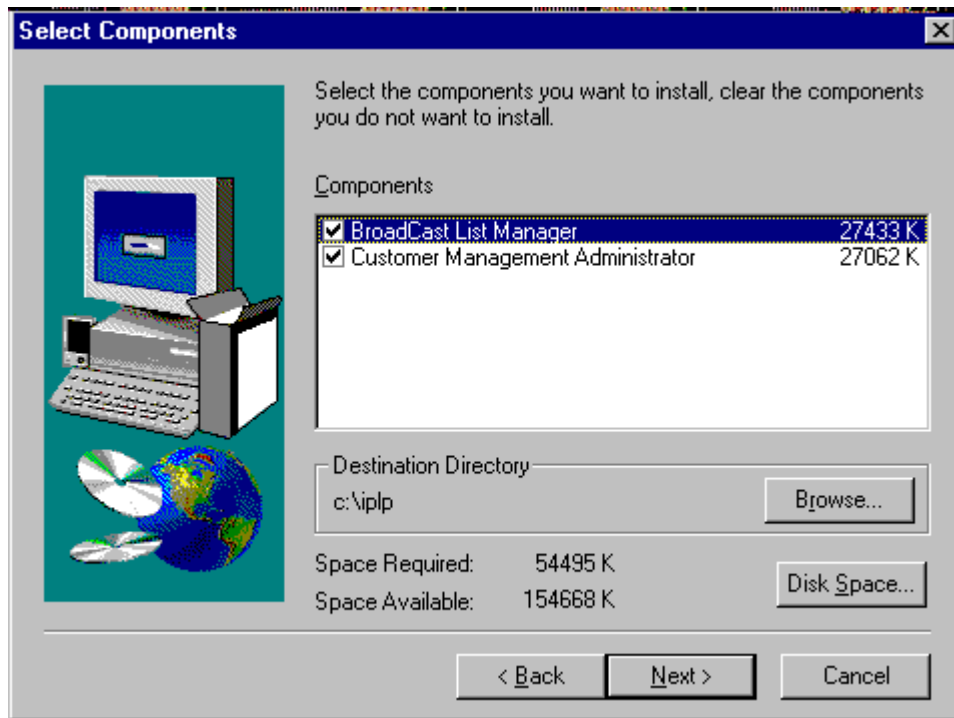 Select Components
Select the components you want to install, clear the components
you do not want to install.
Components
BroadCast List Manager 27433 K
Customer Management Administrator 27062 K
Destination Directory
c:\iplp
Browse...
Space Required: 54495 K
Space Available: 154668 K
Disk Space...
< Back
Next >
Cancel